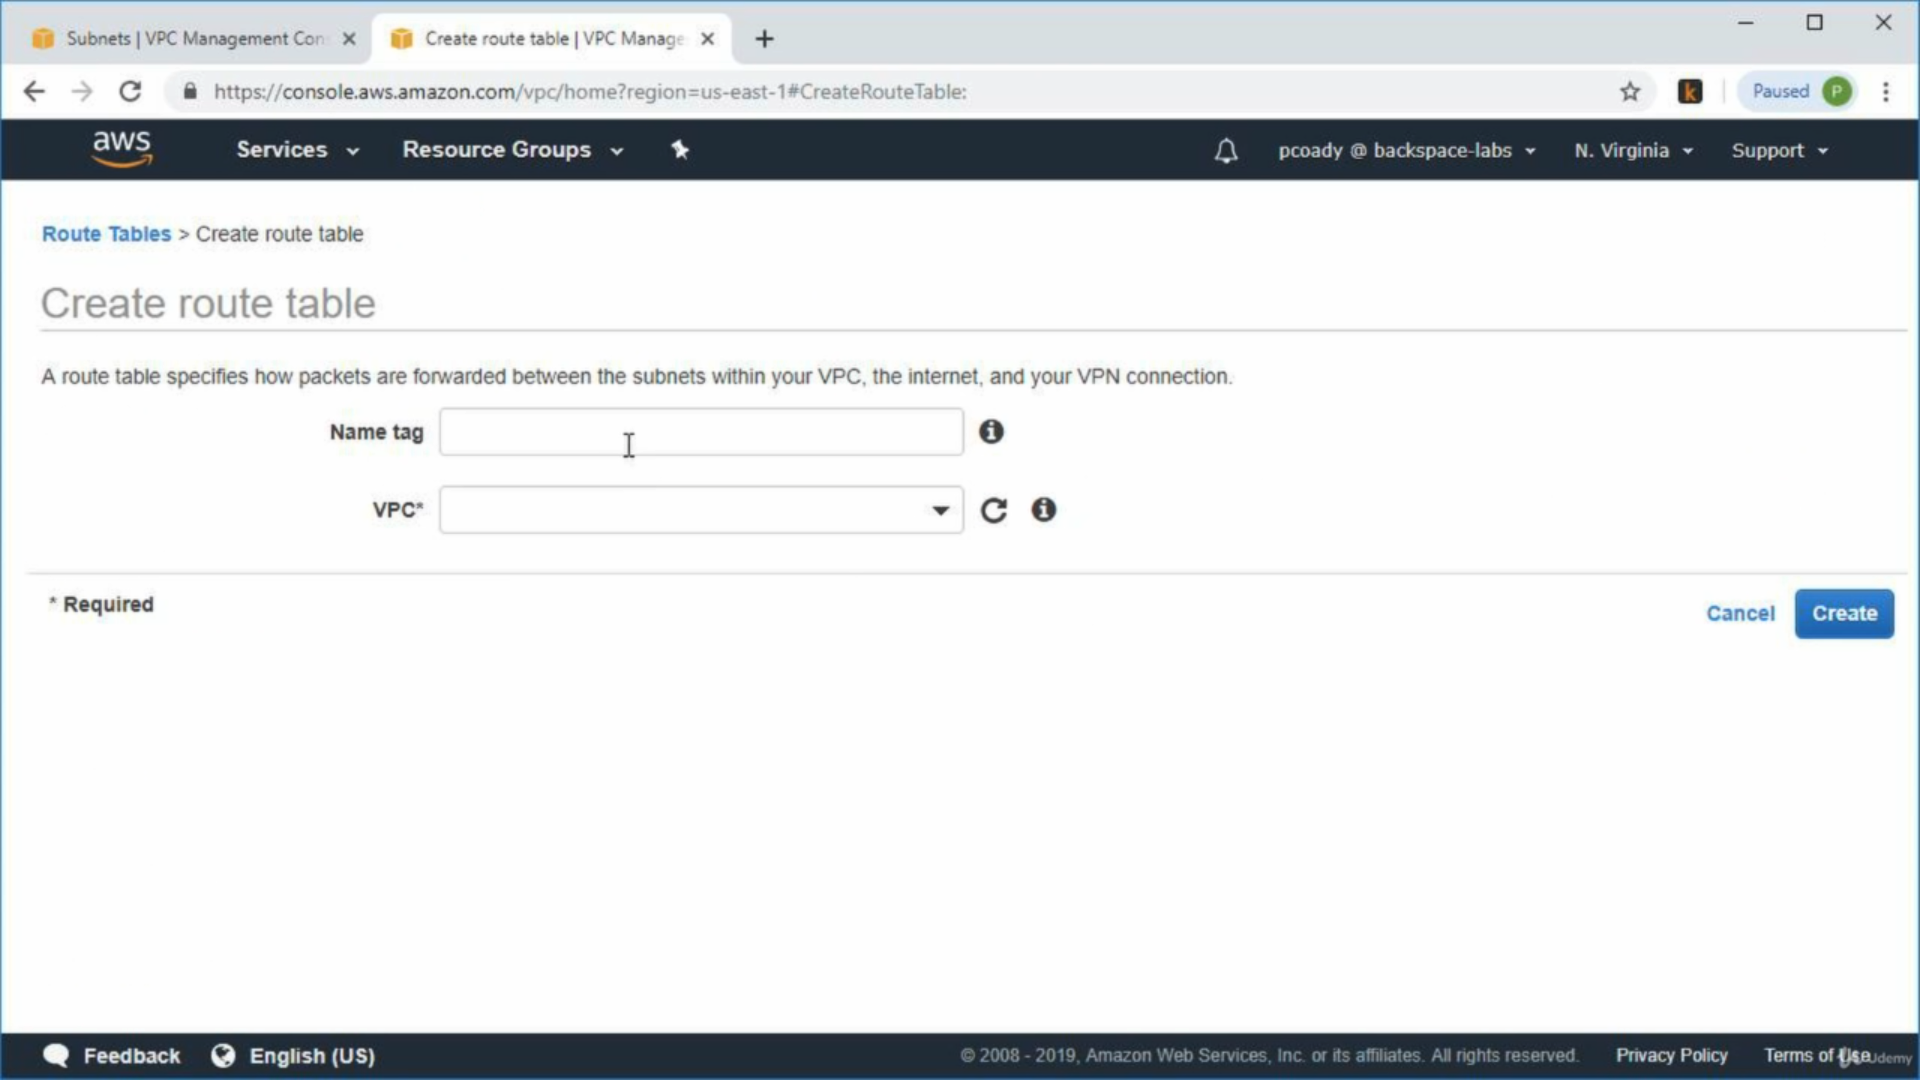 Subnets | VPC Management Con
Create route table | VPC Manage
https://console.aws.amazon.com/vpc/home?region=us-east-1#CreateRouteTable:
k
Paused
P
aws
Services
Resource Groups
pcoady @ backspace-labs
N. Virginia
Support
Route Tables > Create route table
Create route table
A route table specifies how packets are forwarded between the subnets within your VPC, the internet, and your VPN connection.
Name tag
VPC*
* Required
Cancel
Create
Feedback
English (US)
© 2008 - 2019, Amazon Web Services, Inc. or its affiliates. All rights reserved.
Privacy Policy
Terms of Use
Udemy